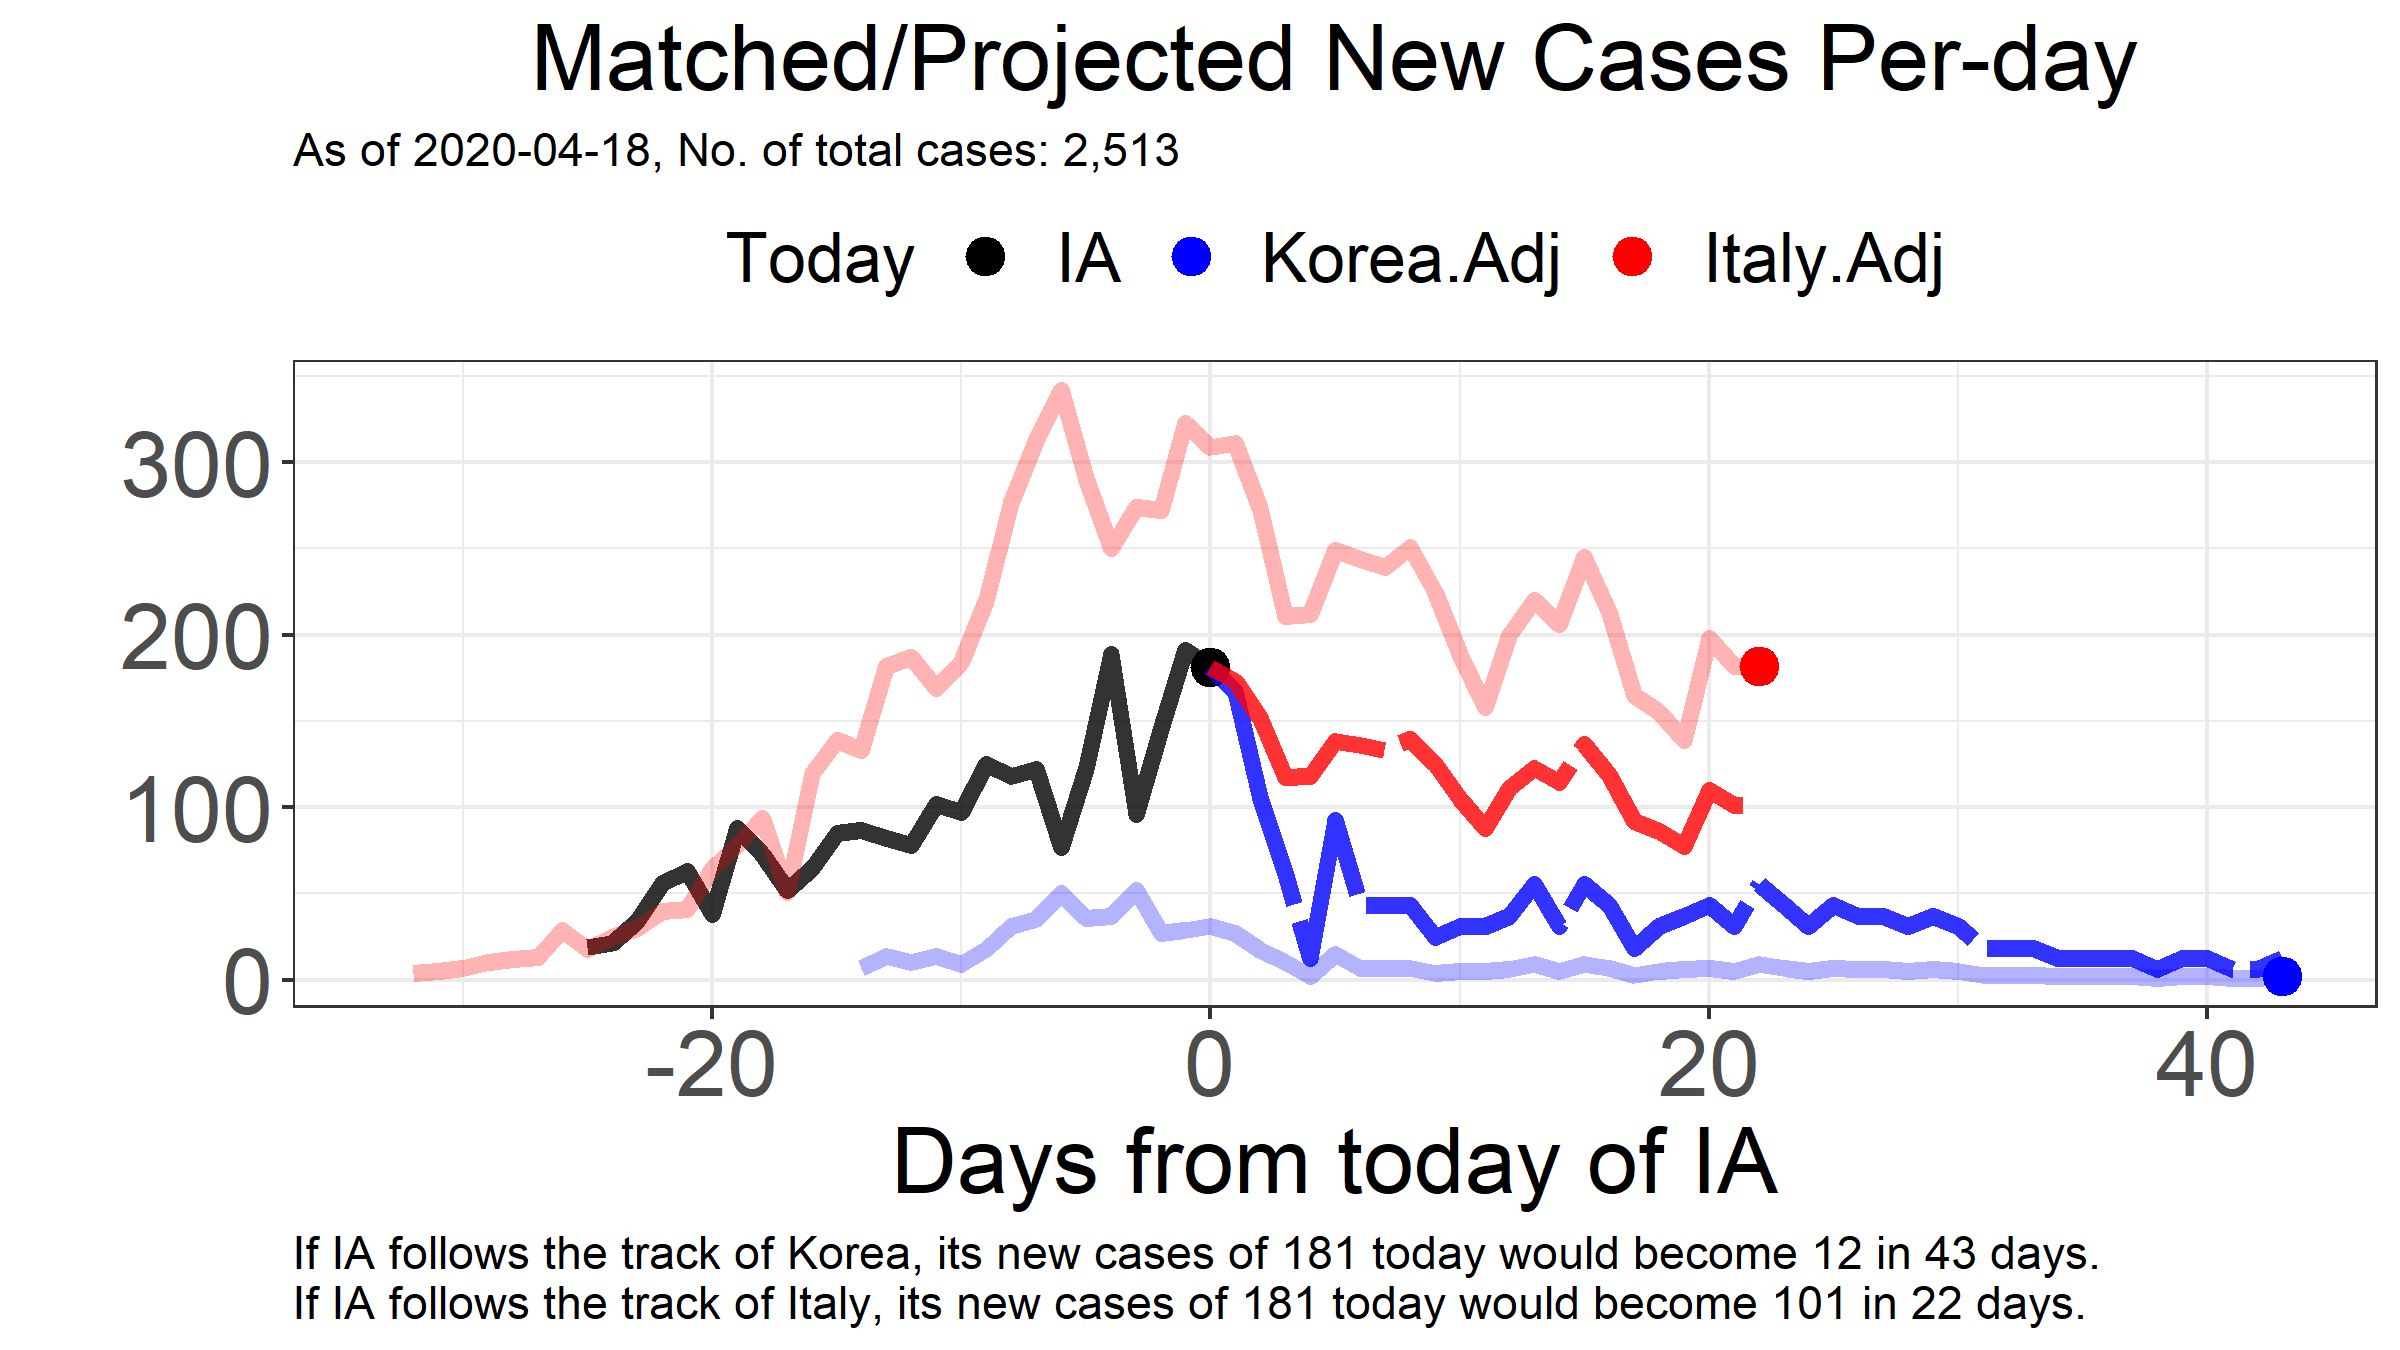 Matched/Projected New Cases Per-day
As of 2020-04-18, No. of total cases: 2,513
Today IA Korea.Adj Italy.Adj
300
200
100
0
-20 0 20 40
Days from today of IA
If IA follows the track of Korea, its new cases of 181 today would become 12 in 43 days.
If IA follows the track of Italy, its new cases of 181 today would become 101 in 22 days.